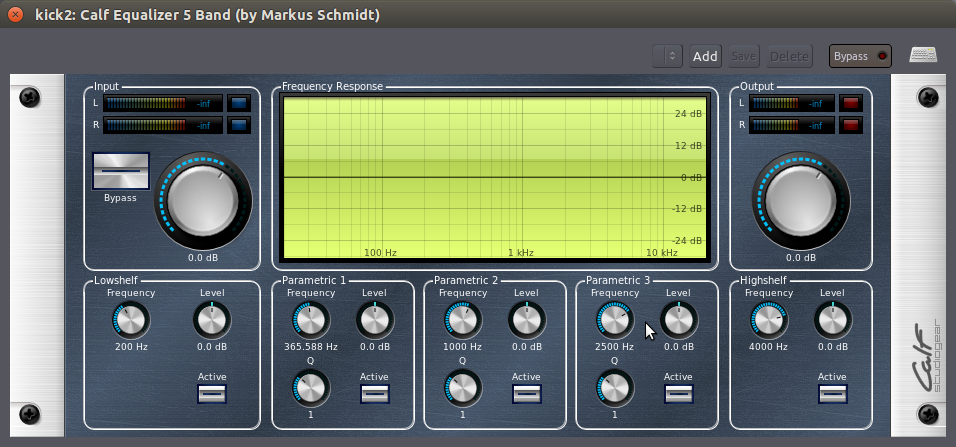 kick2: Calf Equalizer 5 Band (by Markus Schmidt)
Add Save Delete Bypass
Input
L -inf
R -inf
Bypass
0.0 dB
Frequency Response
24 dB
12 dB
0 dB
-12 dB
-24 dB
100 Hz 1 kHz 10 kHz
Output
L -inf
R -inf
0.0 dB
Lowshelf
Frequency Level
200 Hz 0.0 dB
Active
Parametric 1
Frequency Level
365.588 Hz 0.0 dB
Q
Active
1
Parametric 2
Frequency Level
1000 Hz 0.0 dB
Q
Active
1
Parametric 3
Frequency Level
2500 Hz 0.0 dB
Q
Active
1
Highshelf
Frequency Level
4000 Hz 0.0 dB
Active
Calf
studiogear